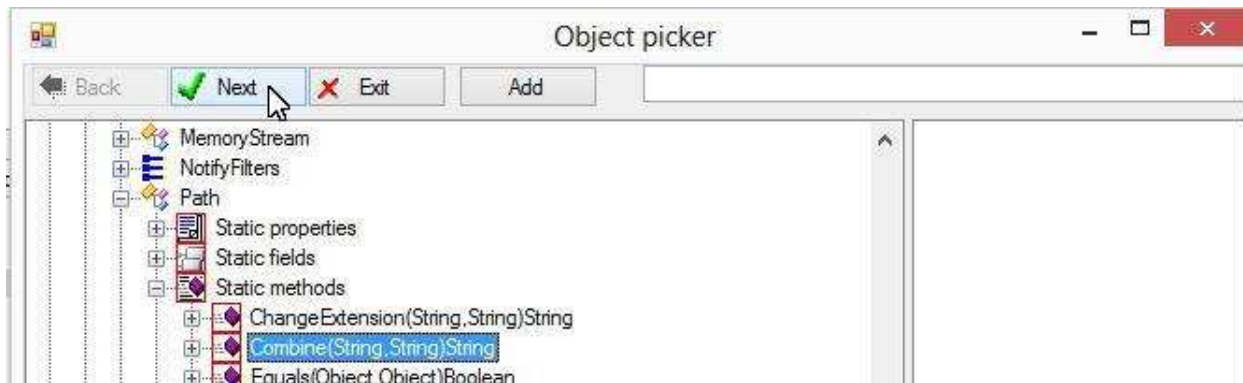 Object picker
Back Next Exit Add
MemoryStream
NotifyFilters
Path
Static properties
Static fields
Static methods
ChangeExtension(String,String)String
Combine(String,String)String
Equals(Object,Object)Boolean